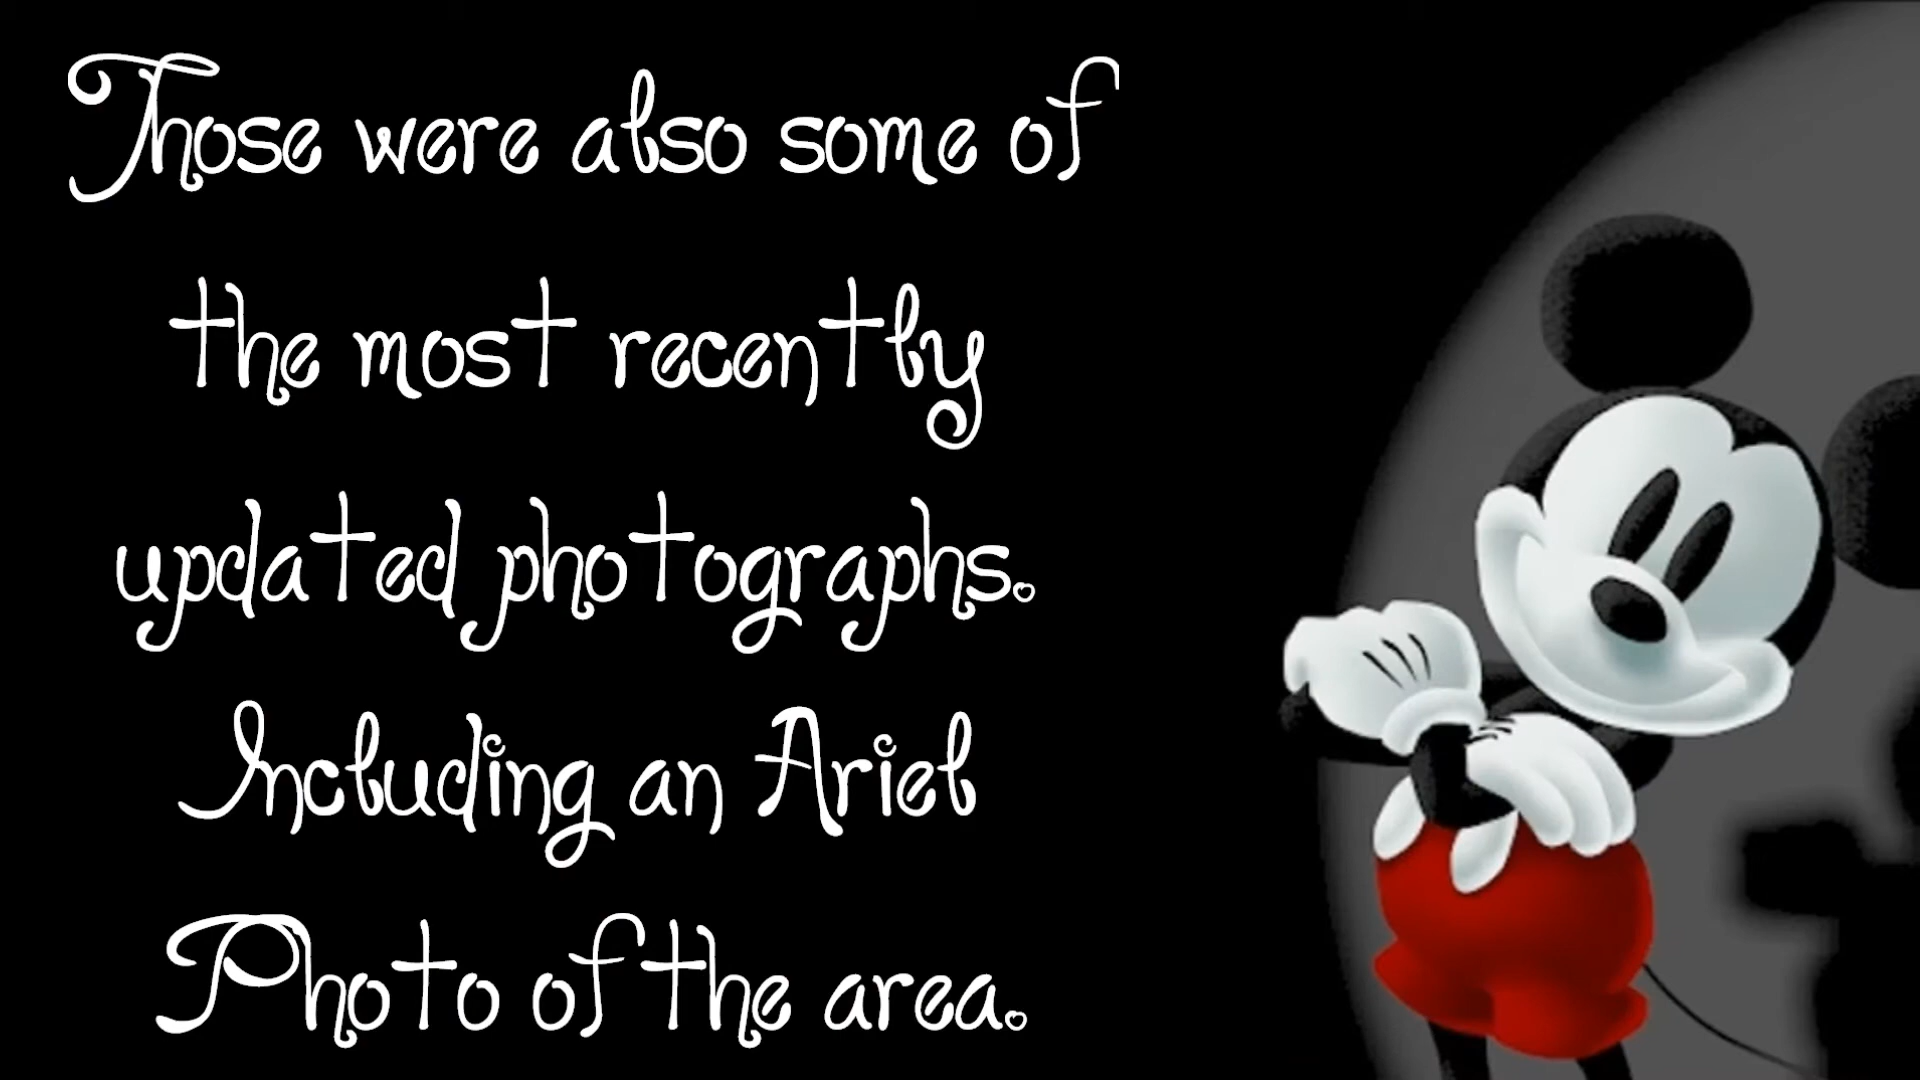 Those were also some of
the most recently
updated photographs.
Including an Ariel
Photo of the area.